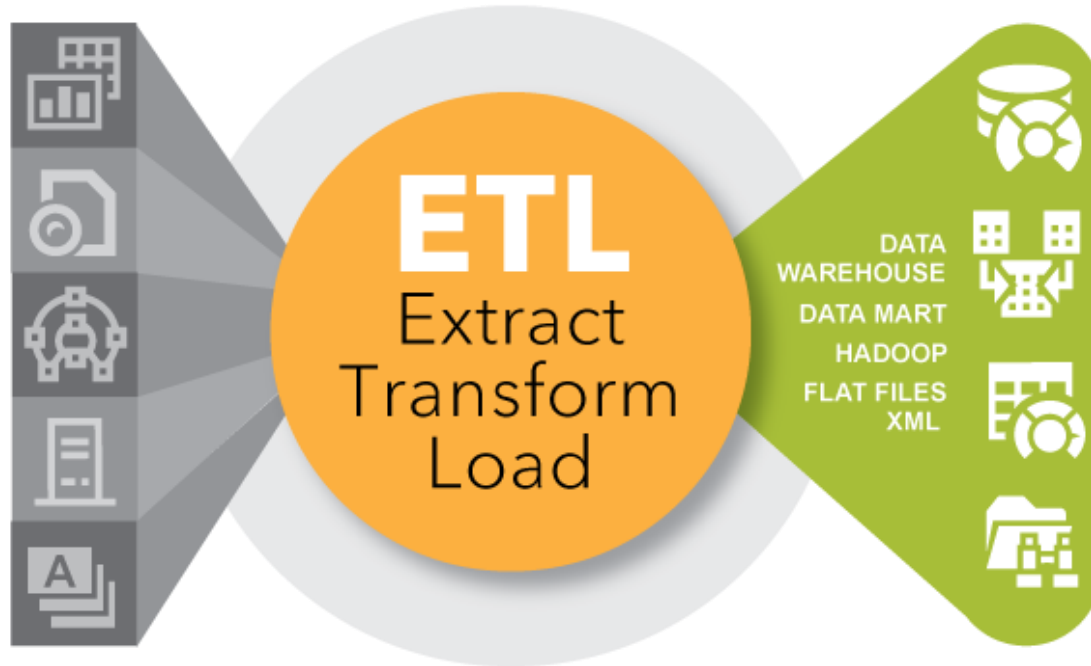 ETL
Extract
Transform
Load
DATA
WAREHOUSE
DATA MART
HADOOP
FLAT FILES
XML
A